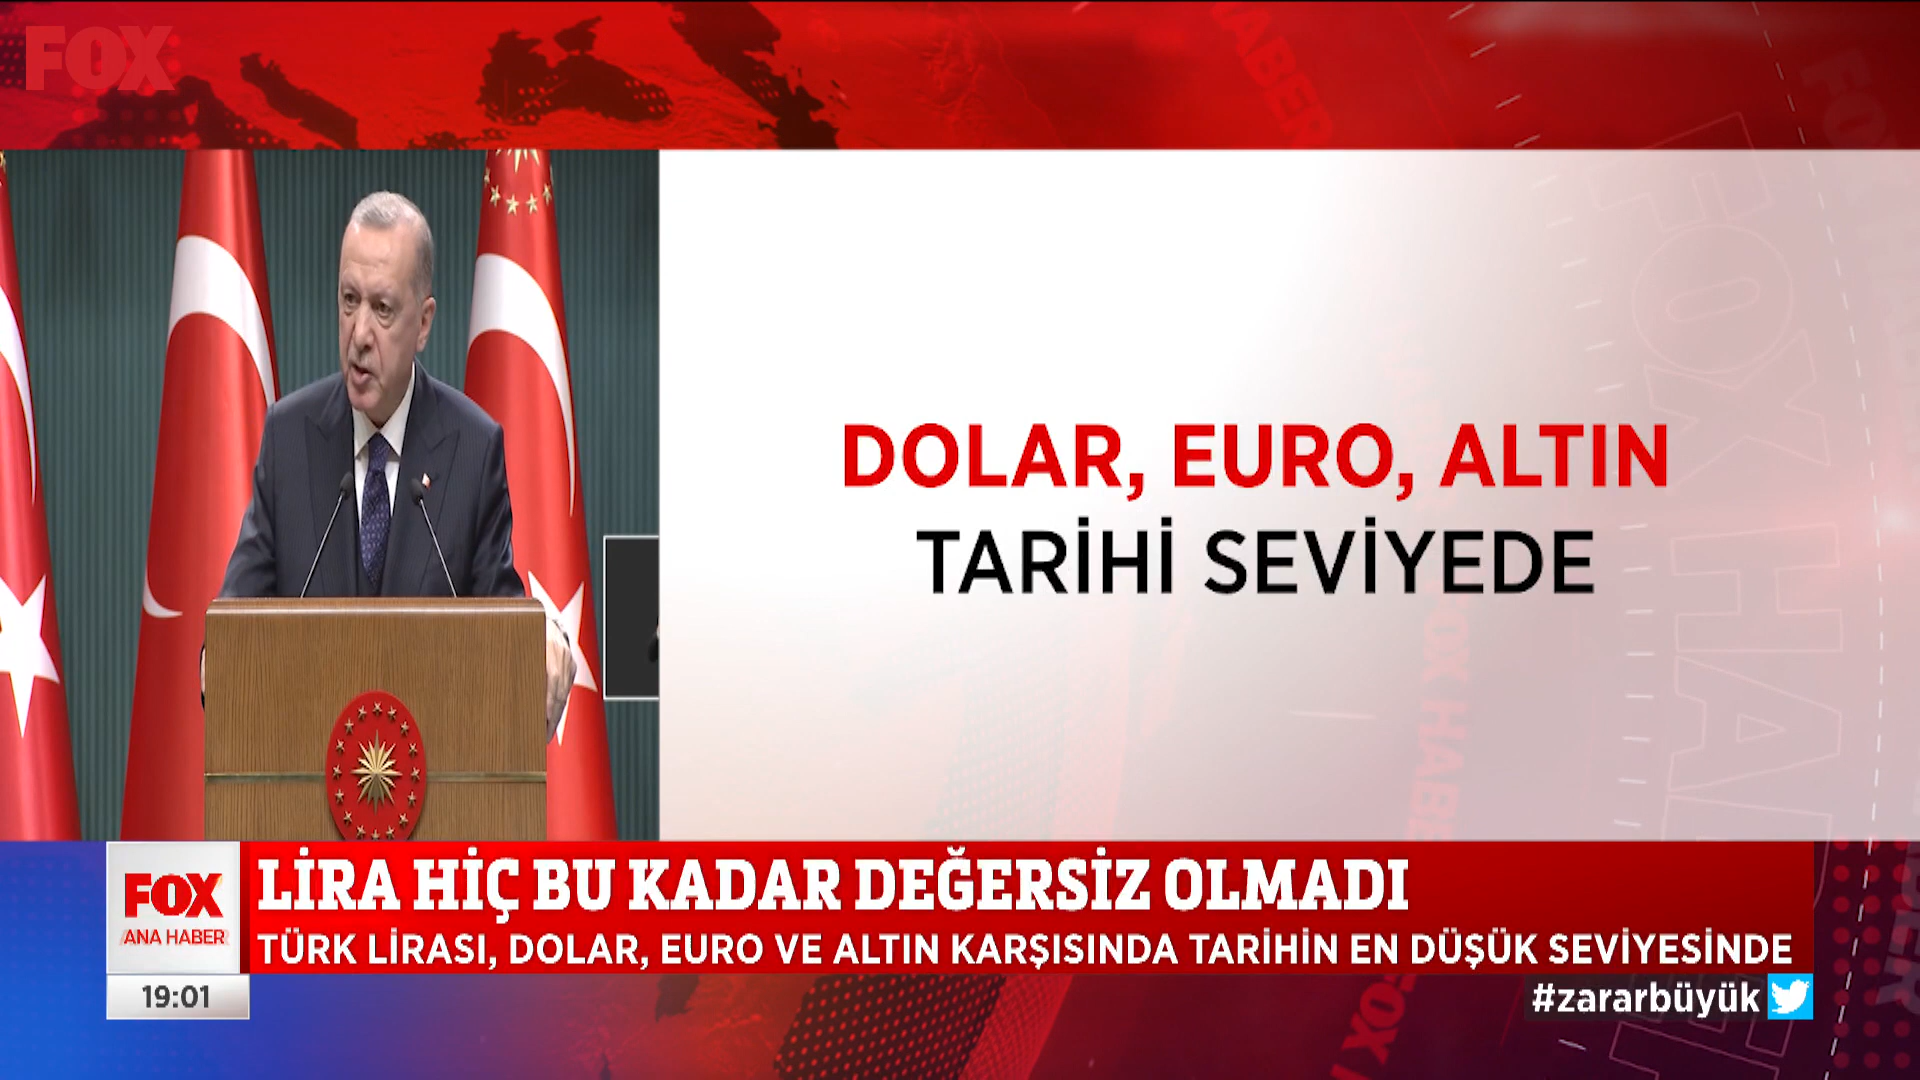 FOX
DOLAR, EURO, ALTIN
TARİHİ SEVİYEDE
FOX
ANA HABER
LİRA HİÇ BU KADAR DEĞERSİZ OLMADI
TÜRK LİRASI, DOLAR, EURO VE ALTIN KARŞISINDA TARİHİN EN DÜŞÜK SEVİYESİNDE
19:01
#zararbüyük